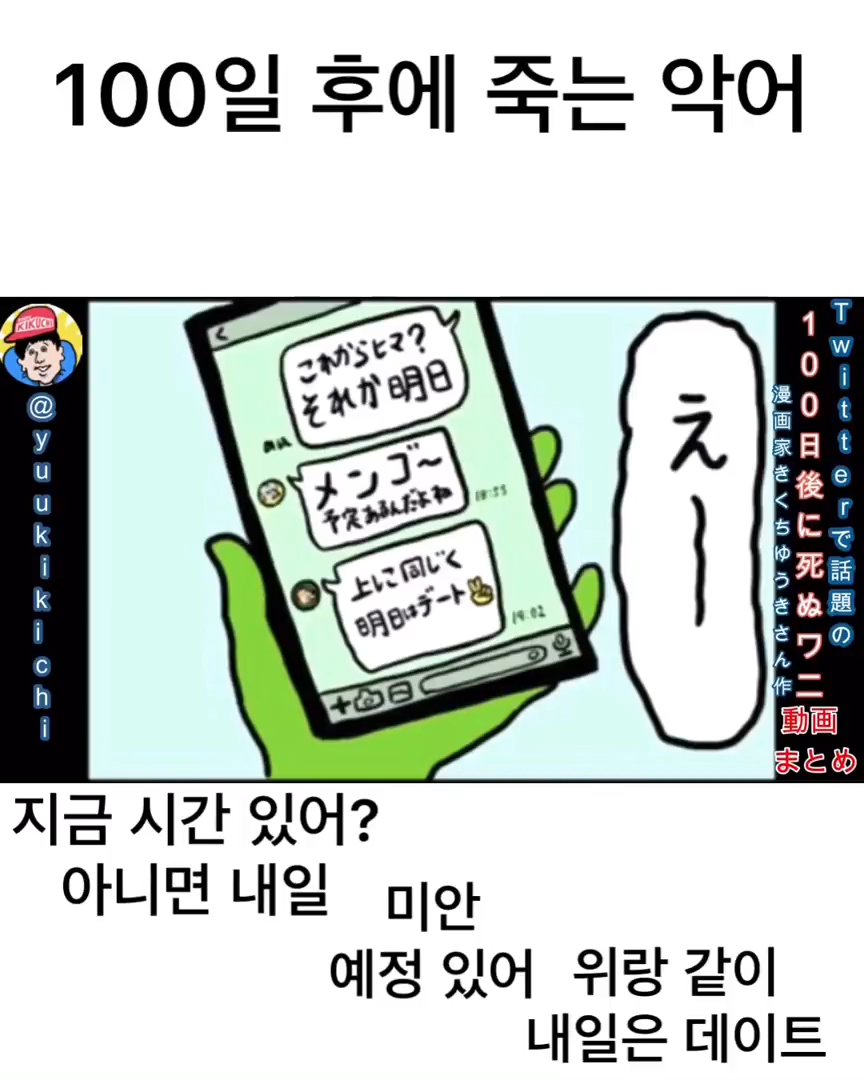 100일 후에 죽는 악어
KIKUCHI
@yuukikichi
これからヒマ?
それか明日
既読
メンゴ〜
予定あるんだよね
18:55
上に同じく
明日はデート✌
19:02
えー
Twitterで話題の
100日後に死ぬワニ
漫画家きくちゆうきさん作
動画
まとめ
지금 시간 있어?
아니면 내일
미안
예정 있어
위랑 같이
내일은 데이트